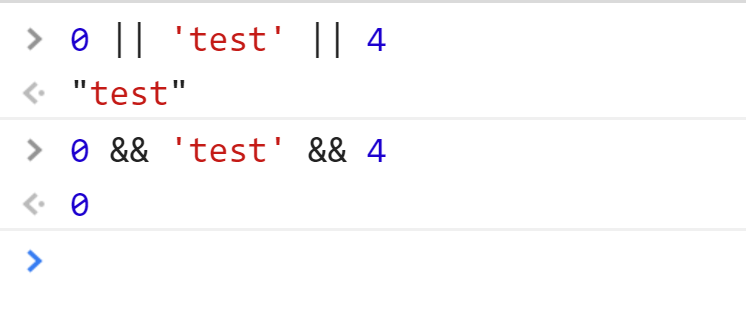 > 0 || 'test' || 4
<· "test"
> 0 && 'test' && 4
<· 0
>